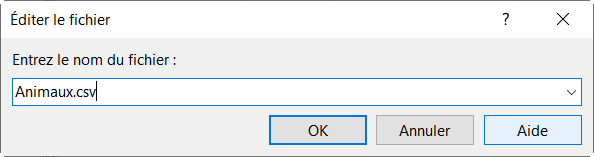 Éditer le fichier
Entrez le nom du fichier :
Animaux.csv
OK Annuler Aide